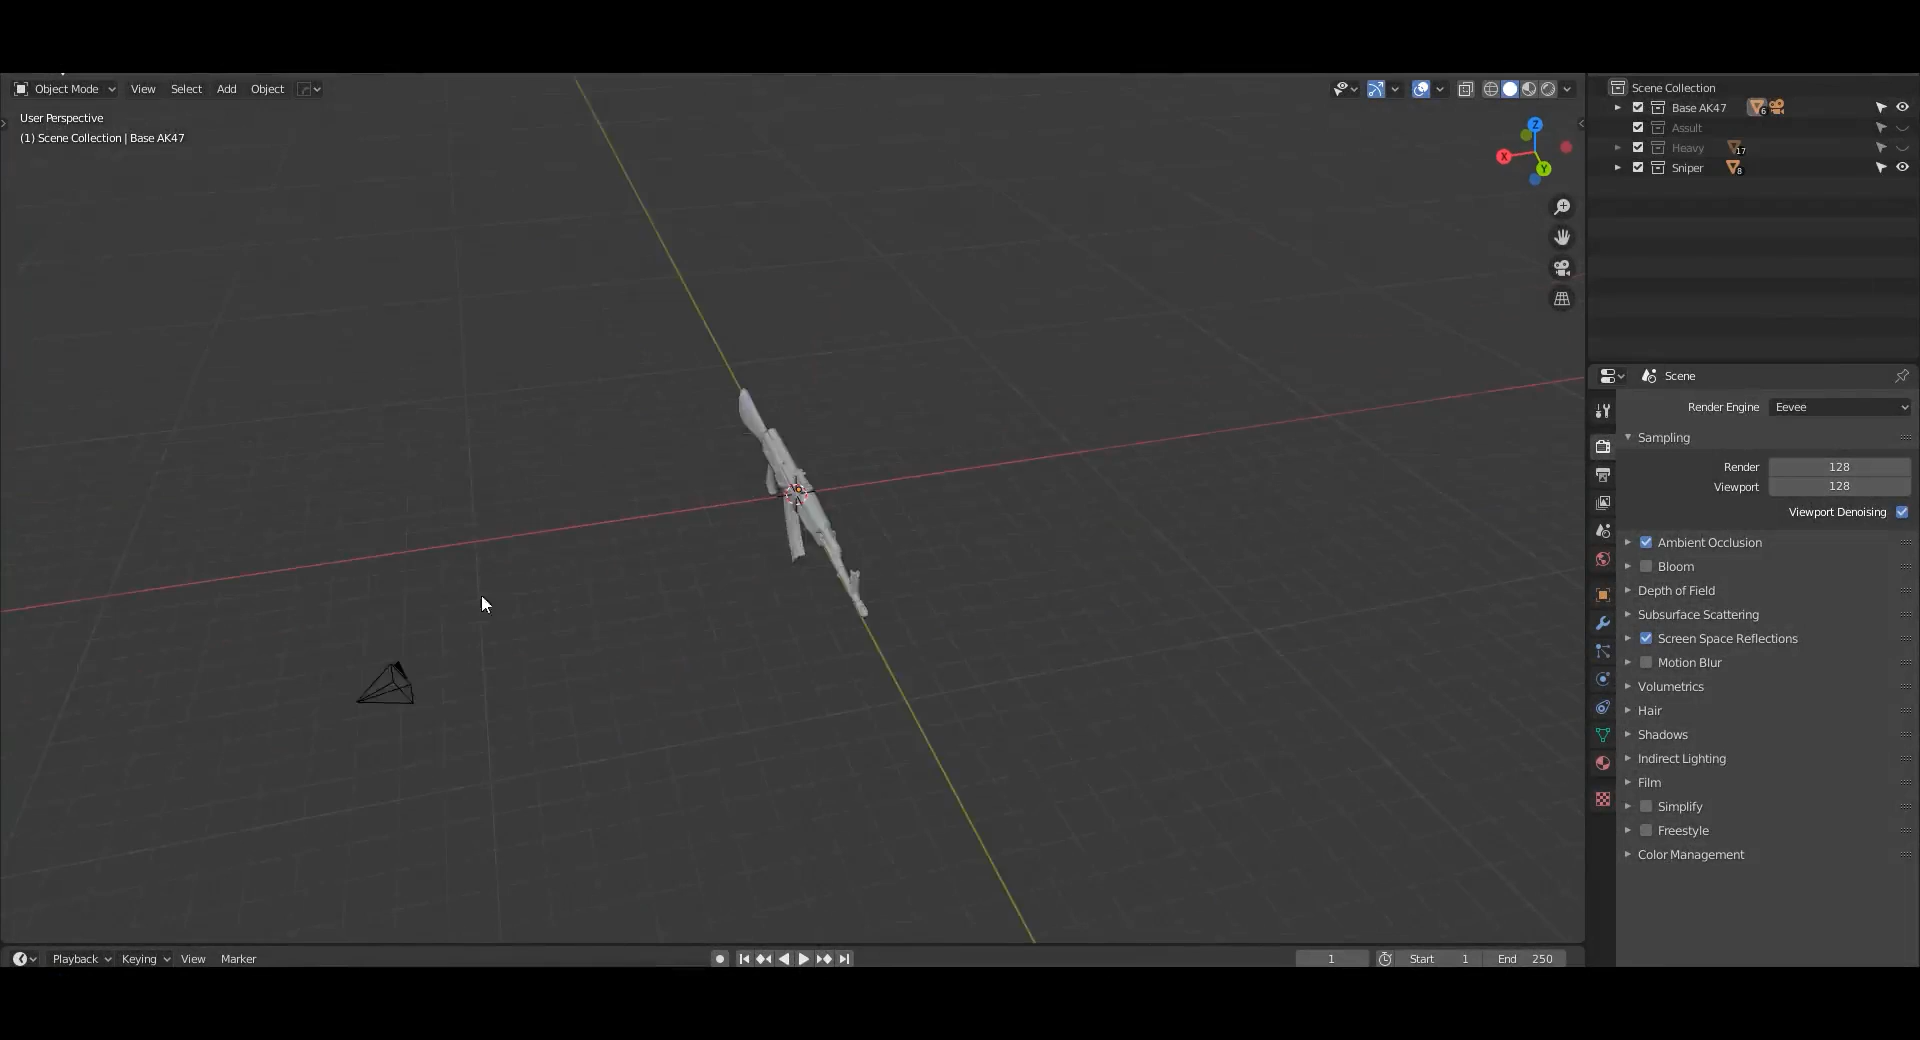 Object Mode View Select Add Object
User Perspective
(1) Scene Collection | Base AK47
Z
X
Y
Scene Collection
Base AK47 6
Assult
Heavy 17
Sniper 8
Scene
Render Engine Eevee
Sampling
Render 128
Viewport 128
Viewport Denoising
Ambient Occlusion
Bloom
Depth of Field
Subsurface Scattering
Screen Space Reflections
Motion Blur
Volumetrics
Hair
Shadows
Indirect Lighting
Film
Simplify
Freestyle
Color Management
Playback Keying View Marker 1 Start 1 End 250